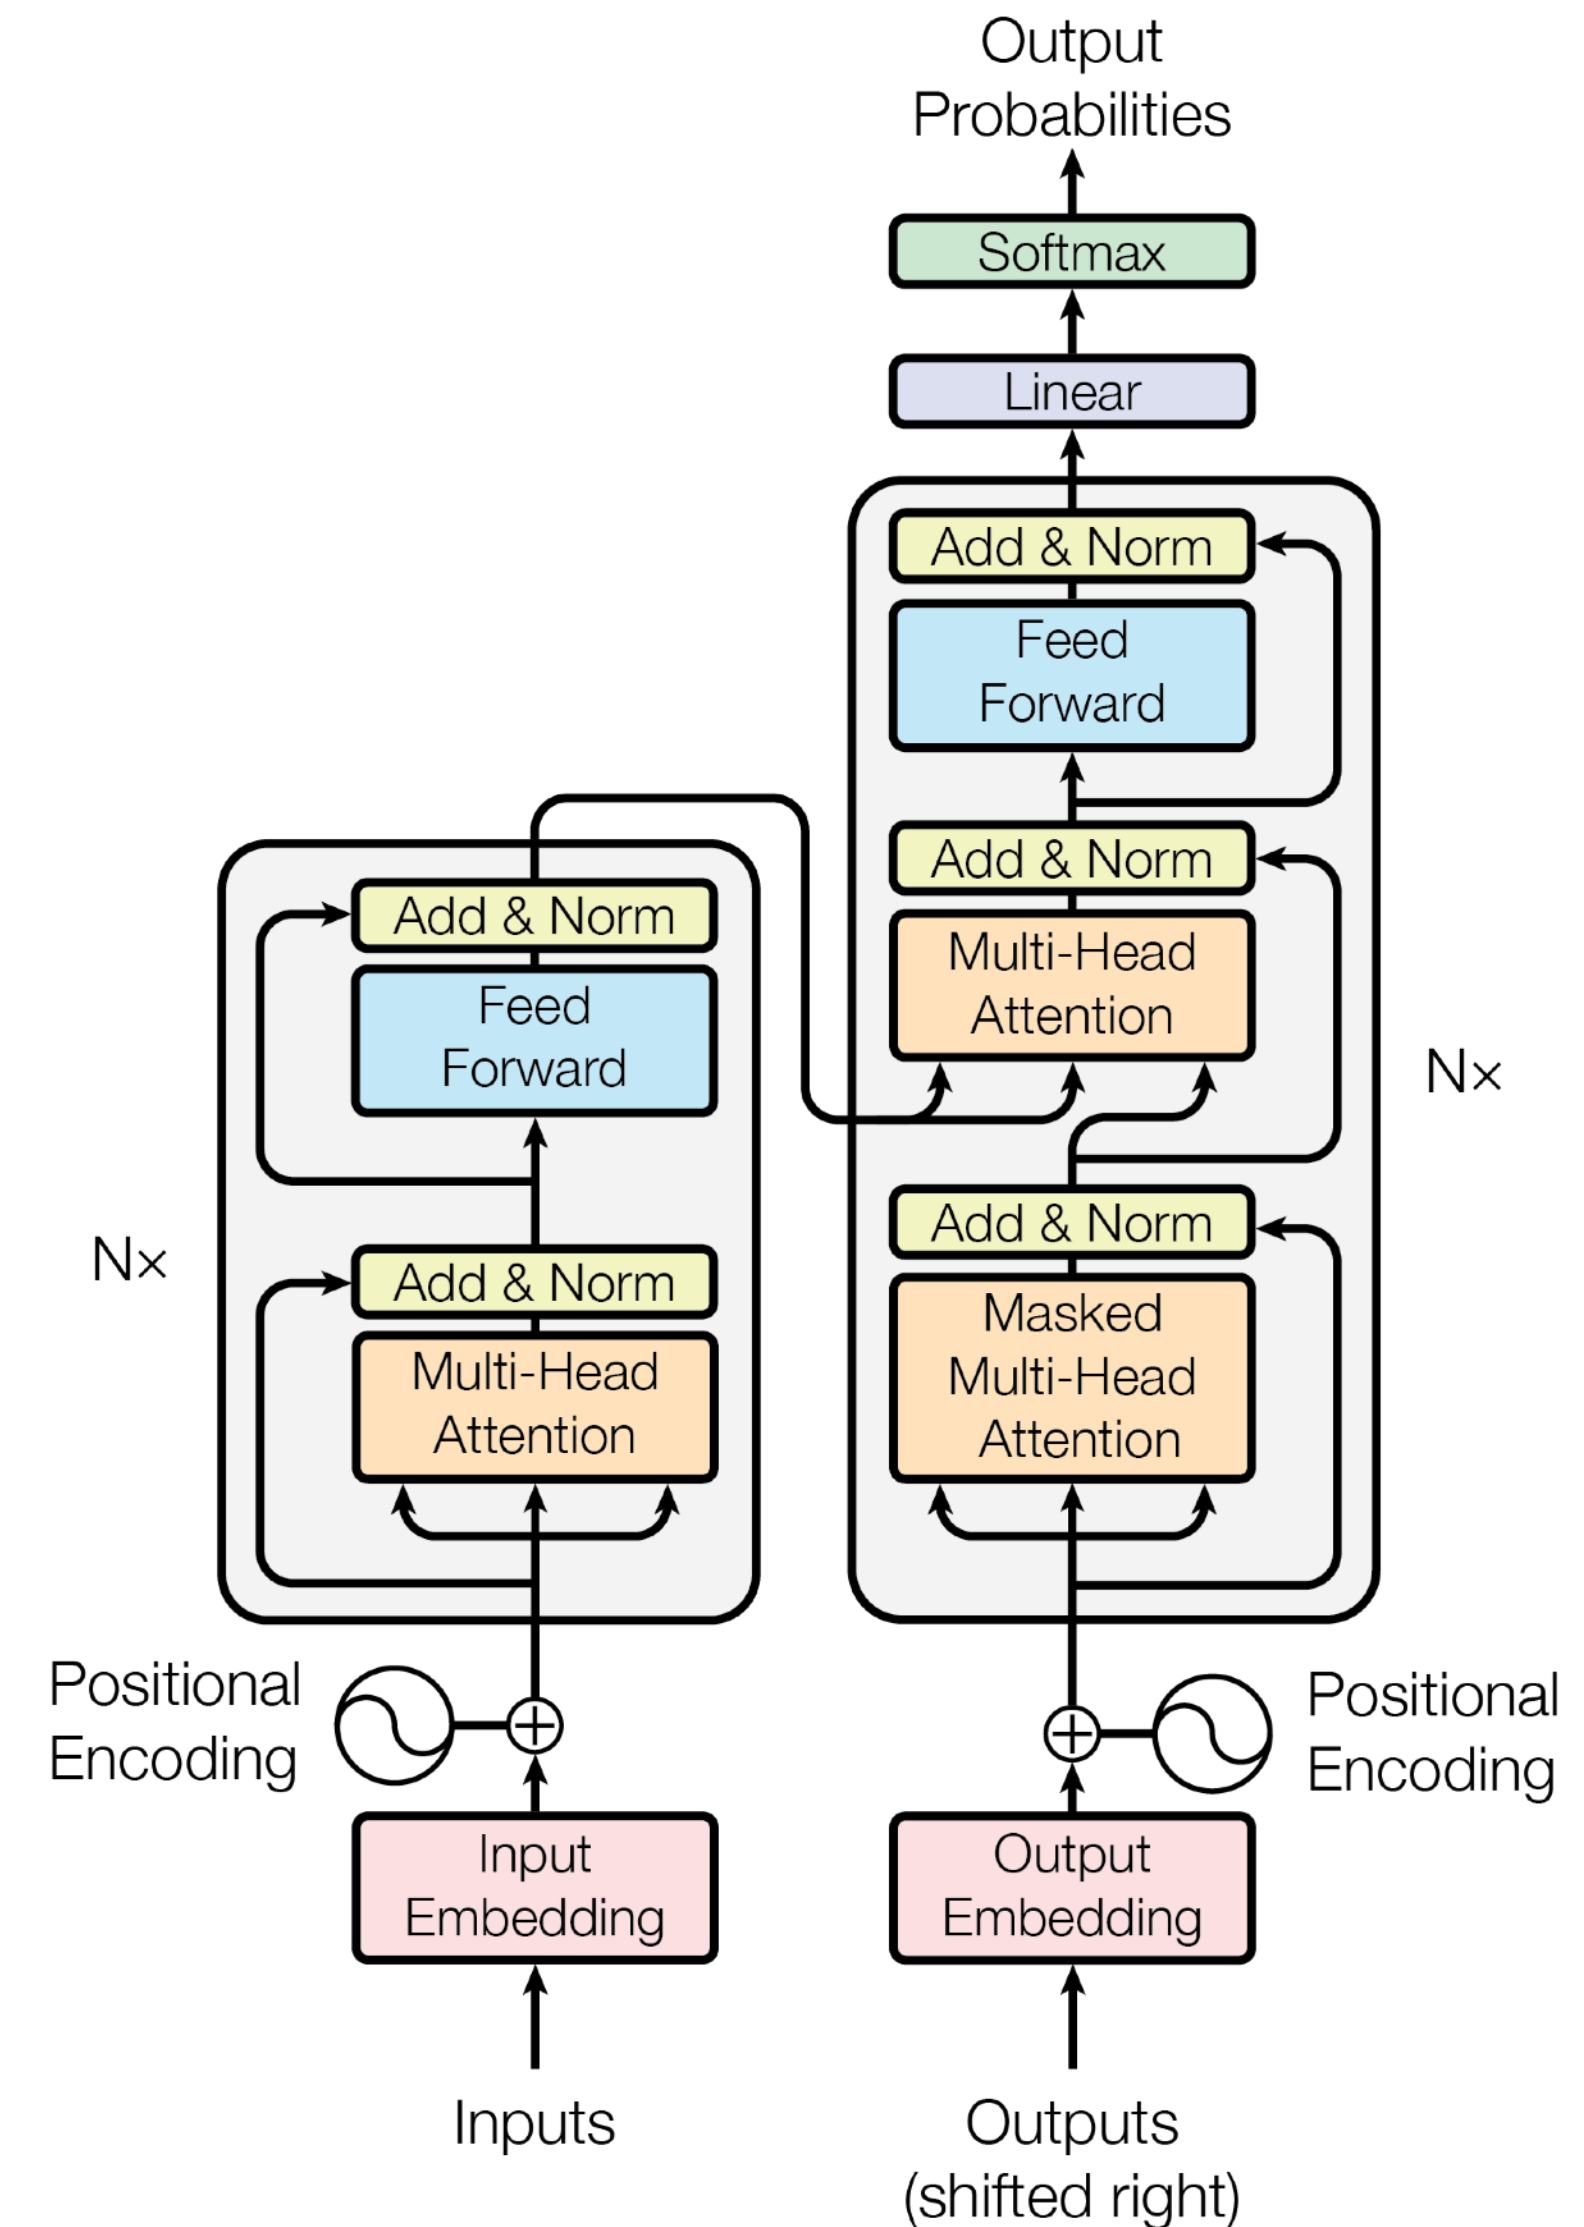 Output
Probabilities
Softmax
Linear
Add & Norm
Feed
Forward
Add & Norm
Multi-Head
Attention
Add & Norm
Masked
Multi-Head
Attention
N×
Add & Norm
Feed
Forward
Add & Norm
Multi-Head
Attention
N×
Positional
Encoding
Positional
Encoding
Input
Embedding
Output
Embedding
Inputs
Outputs
(shifted right)